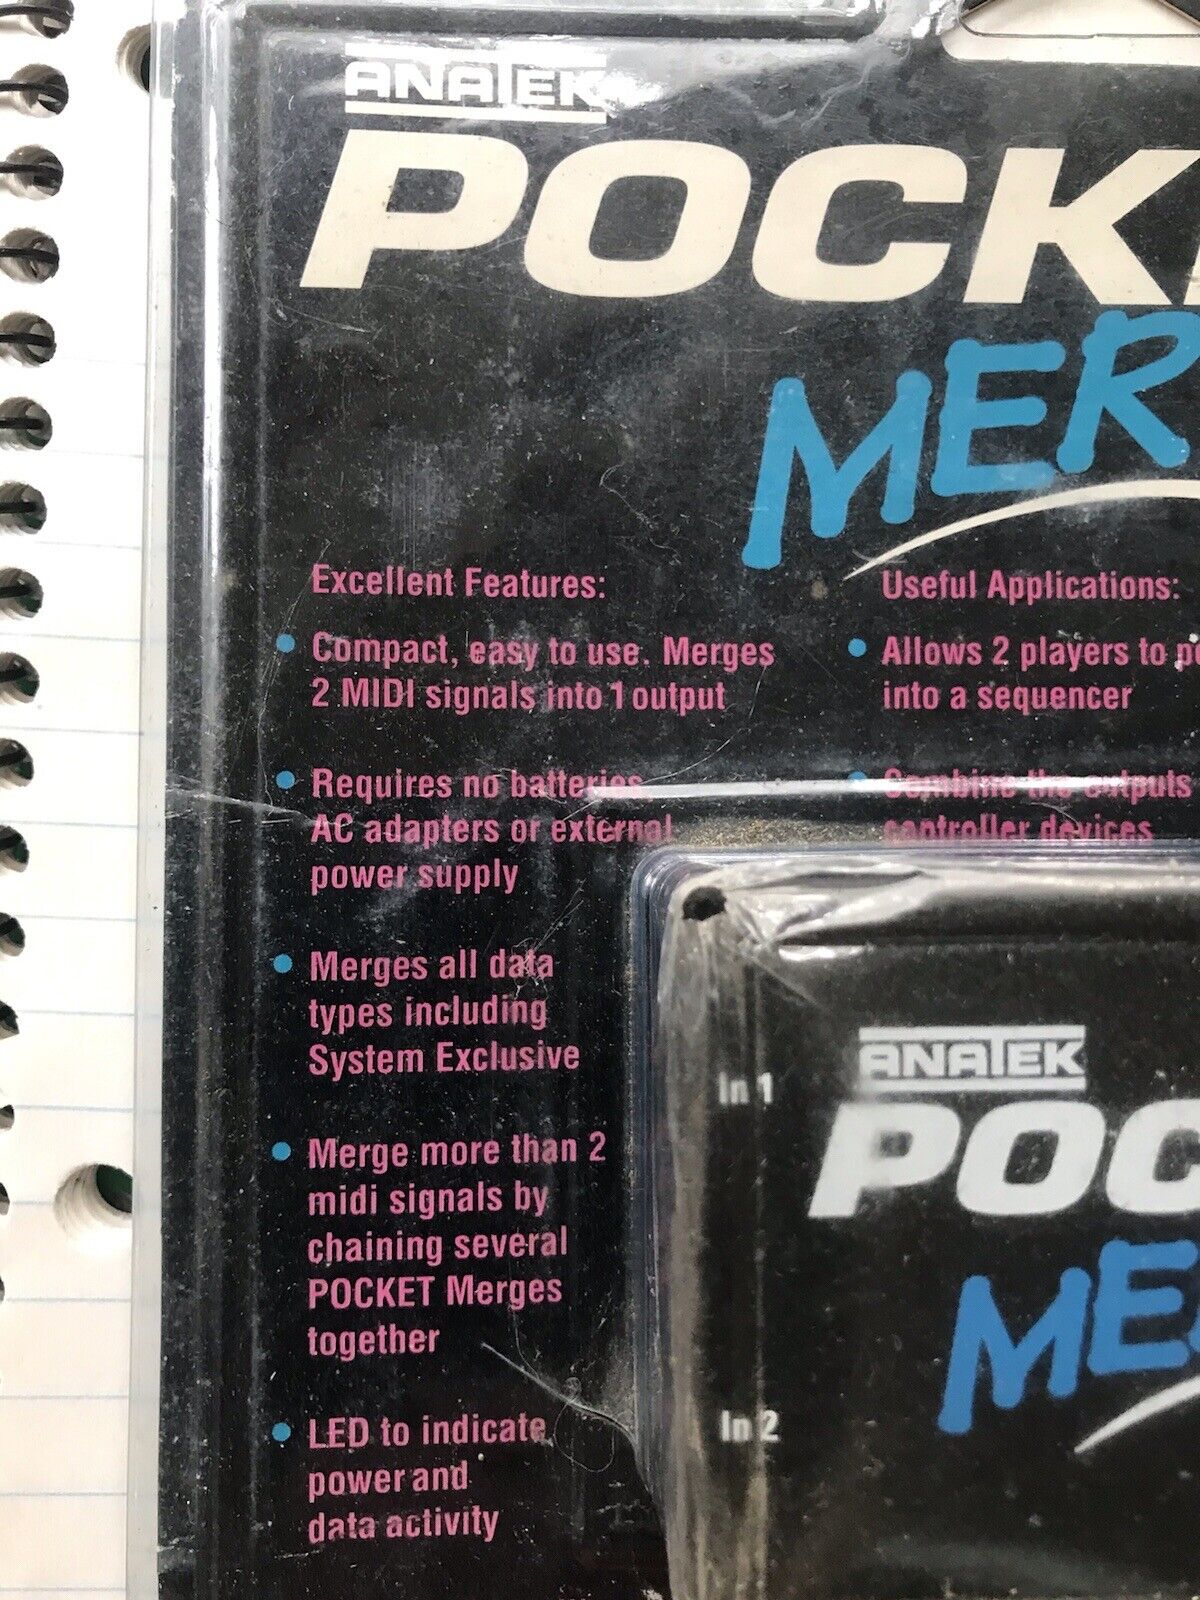 ANATEK
POCK
MER
Excellent Features:
• Compact, easy to use. Merges
2 MIDI signals into 1 output
• Requires no batteries,
AC adapters or external
power supply
• Merges all data
types including
System Exclusive
• Merge more than 2
midi signals by
chaining several
POCKET Merges
together
• LED to indicate
power and
data activity
Useful Applications:
• Allows 2 players to
into a sequencer
• Combine the outputs
controller devices
ANATEK
POC
ME
In 1
In 2